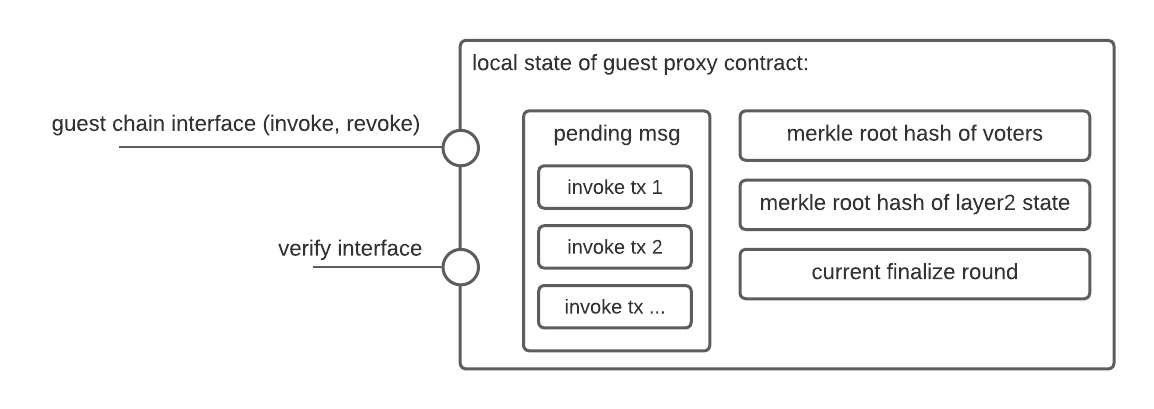 local state of guest proxy contract:
guest chain interface (invoke, revoke)
verify interface
pending msg
invoke tx 1
invoke tx 2
invoke tx ...
merkle root hash of voters
merkle root hash of layer2 state
current finalize round